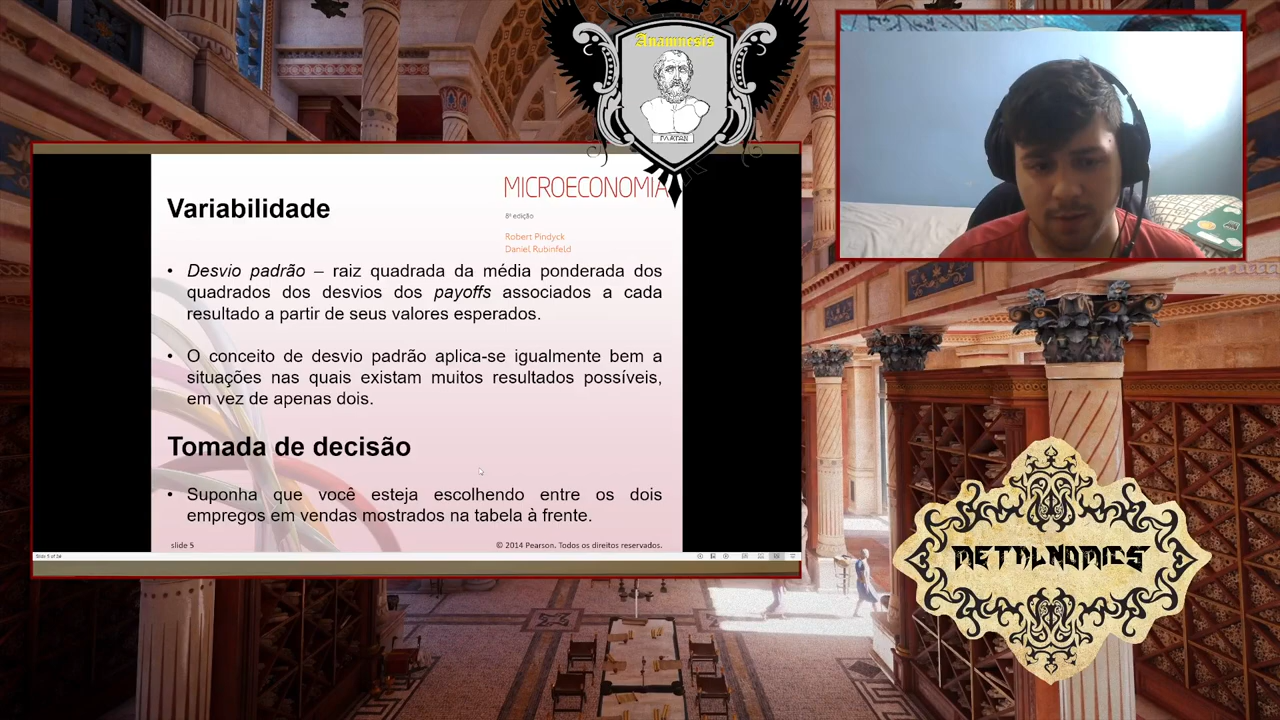 Anamnesis
PLATÃO
MICROECONOMIA
8ª edição
Robert Pindyck
Daniel Rubinfeld
Variabilidade
• Desvio padrão – raiz quadrada da média ponderada dos
quadrados dos desvios dos payoffs associados a cada
resultado a partir de seus valores esperados.
• O conceito de desvio padrão aplica-se igualmente bem a
situações nas quais existam muitos resultados possíveis,
em vez de apenas dois.
Tomada de decisão
• Suponha que você esteja escolhendo entre os dois
empregos em vendas mostrados na tabela à frente.
slide 5
© 2014 Pearson. Todos os direitos reservados.
METALNOMICS